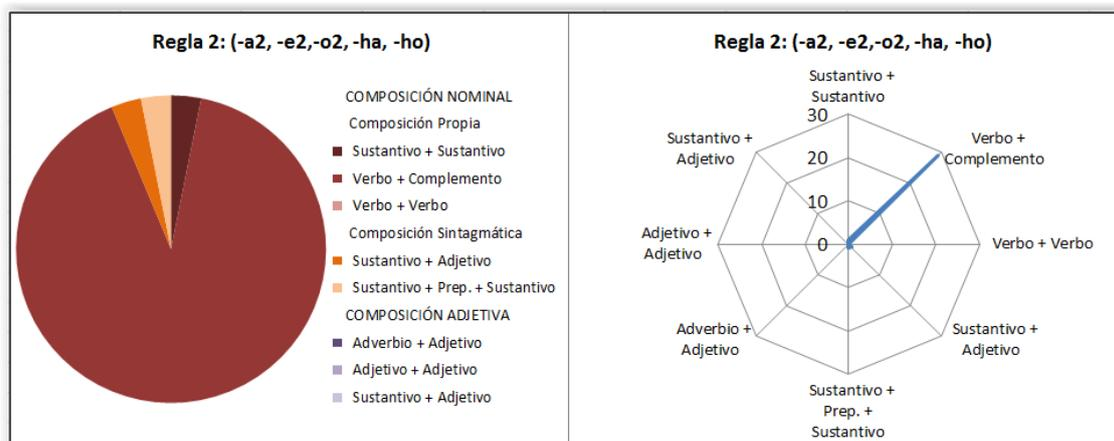 Regla 2: (-a2, -e2,-o2, -ha, -ho)
COMPOSICIÓN NOMINAL
Composición Propia
Sustantivo + Sustantivo
Verbo + Complemento
Verbo + Verbo
Composición Sintagmática
Sustantivo + Adjetivo
Sustantivo + Prep. + Sustantivo
COMPOSICIÓN ADJETIVA
Adverbio + Adjetivo
Adjetivo + Adjetivo
Sustantivo + Adjetivo
Regla 2: (-a2, -e2,-o2, -ha, -ho)
Sustantivo +
Sustantivo
30
20
10
0
Verbo +
Complemento
Verbo + Verbo
Sustantivo +
Adjetivo
Sustantivo +
Prep. +
Sustantivo
Adverbio +
Adjetivo
Adjetivo +
Adjetivo
Sustantivo +
Adjetivo